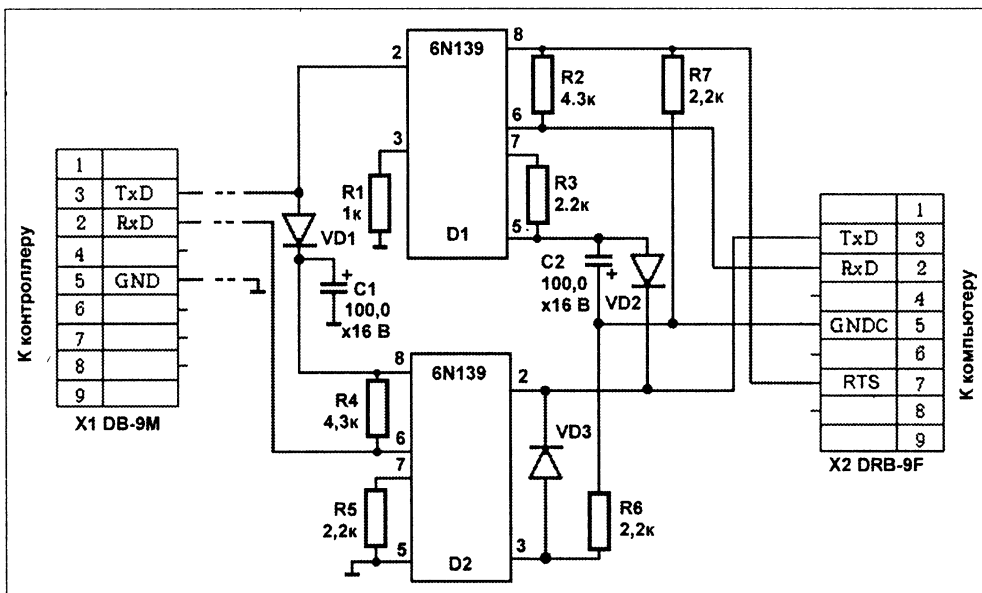 К контроллеру
1
3 TxD
2 RxD
4
5 GND
6
7
8
9
X1 DB-9M
6N139
2
3
8
6
7
5
D1
R1
1к
R2
4.3к
R7
2,2к
R3
2.2к
VD1
+
C1
100,0
x16 В
C2
+
100,0
x16 В
VD2
6N139
8
6
7
5
2
3
D2
R4
4,3к
R5
2,2к
VD3
R6
2,2к
1
TxD 3
RxD 2
4
GNDC 5
6
RTS 7
8
9
X2 DRB-9F
К компьютеру